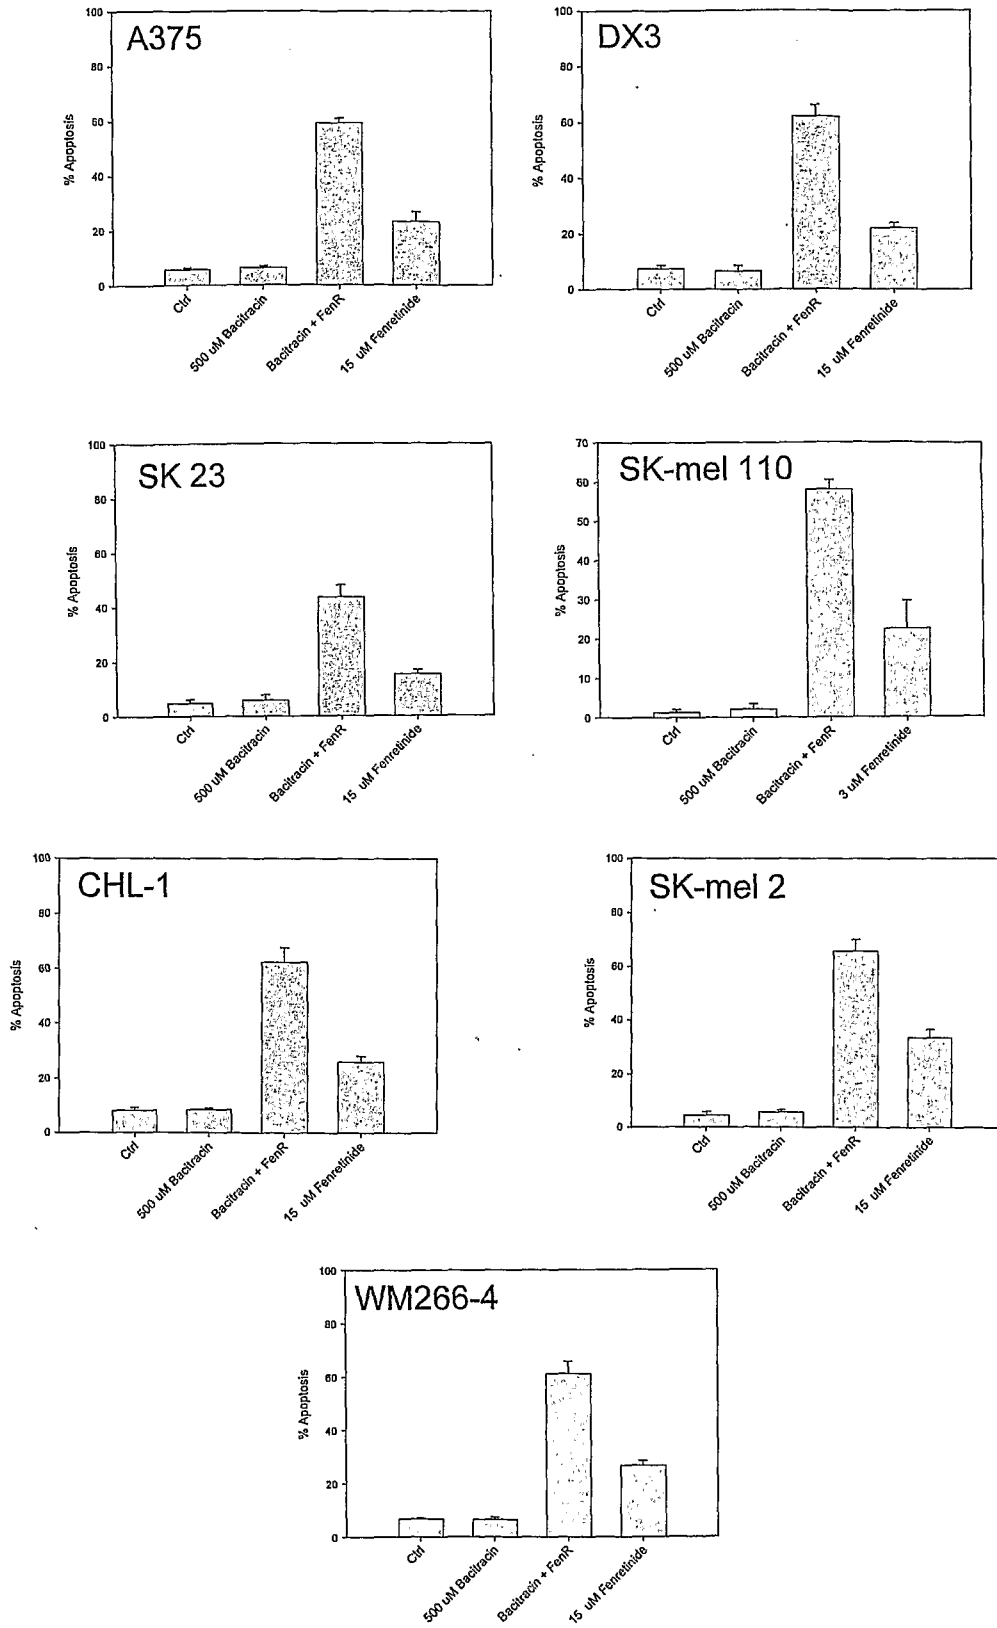 A375
% Apoptosis
100
80
60
40
20
0
Ctrl
500 uM Bacitracin
Bacitracin + FenR
15 uM Fenretinide
DX3
% Apoptosis
100
80
60
40
20
0
Ctrl
500 uM Bacitracin
Bacitracin + FenR
15 uM Fenretinide
SK 23
% Apoptosis
100
80
60
40
20
0
Ctrl
500 uM Bacitracin
Bacitracin + FenR
15 uM Fenretinide
SK-mel 110
% Apoptosis
70
60
50
40
30
20
10
0
Ctrl
500 uM Bacitracin
Bacitracin + FenR
3 uM Fenretinide
CHL-1
% Apoptosis
100
80
60
40
20
0
Ctrl
500 uM Bacitracin
Bacitracin + FenR
15 uM Fenretinide
SK-mel 2
% Apoptosis
100
80
60
40
20
0
Ctrl
500 uM Bacitracin
Bacitracin + FenR
15 uM Fenretinide
WM266-4
% Apoptosis
100
80
60
40
20
0
Ctrl
500 uM Bacitracin
Bacitracin + FenR
15 uM Fenretinide